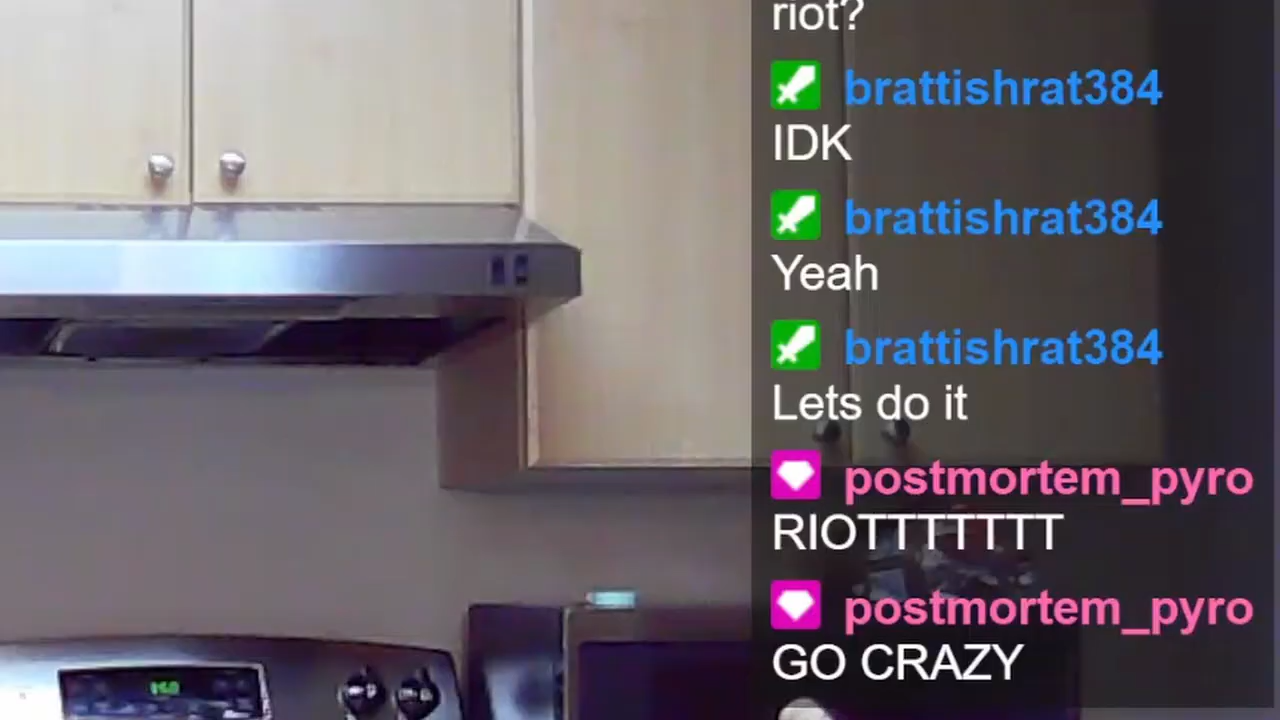 riot?
brattishrat384
IDK
brattishrat384
Yeah
brattishrat384
Lets do it
postmortem_pyro
RIOTTTTTTT
postmortem_pyro
GO CRAZY